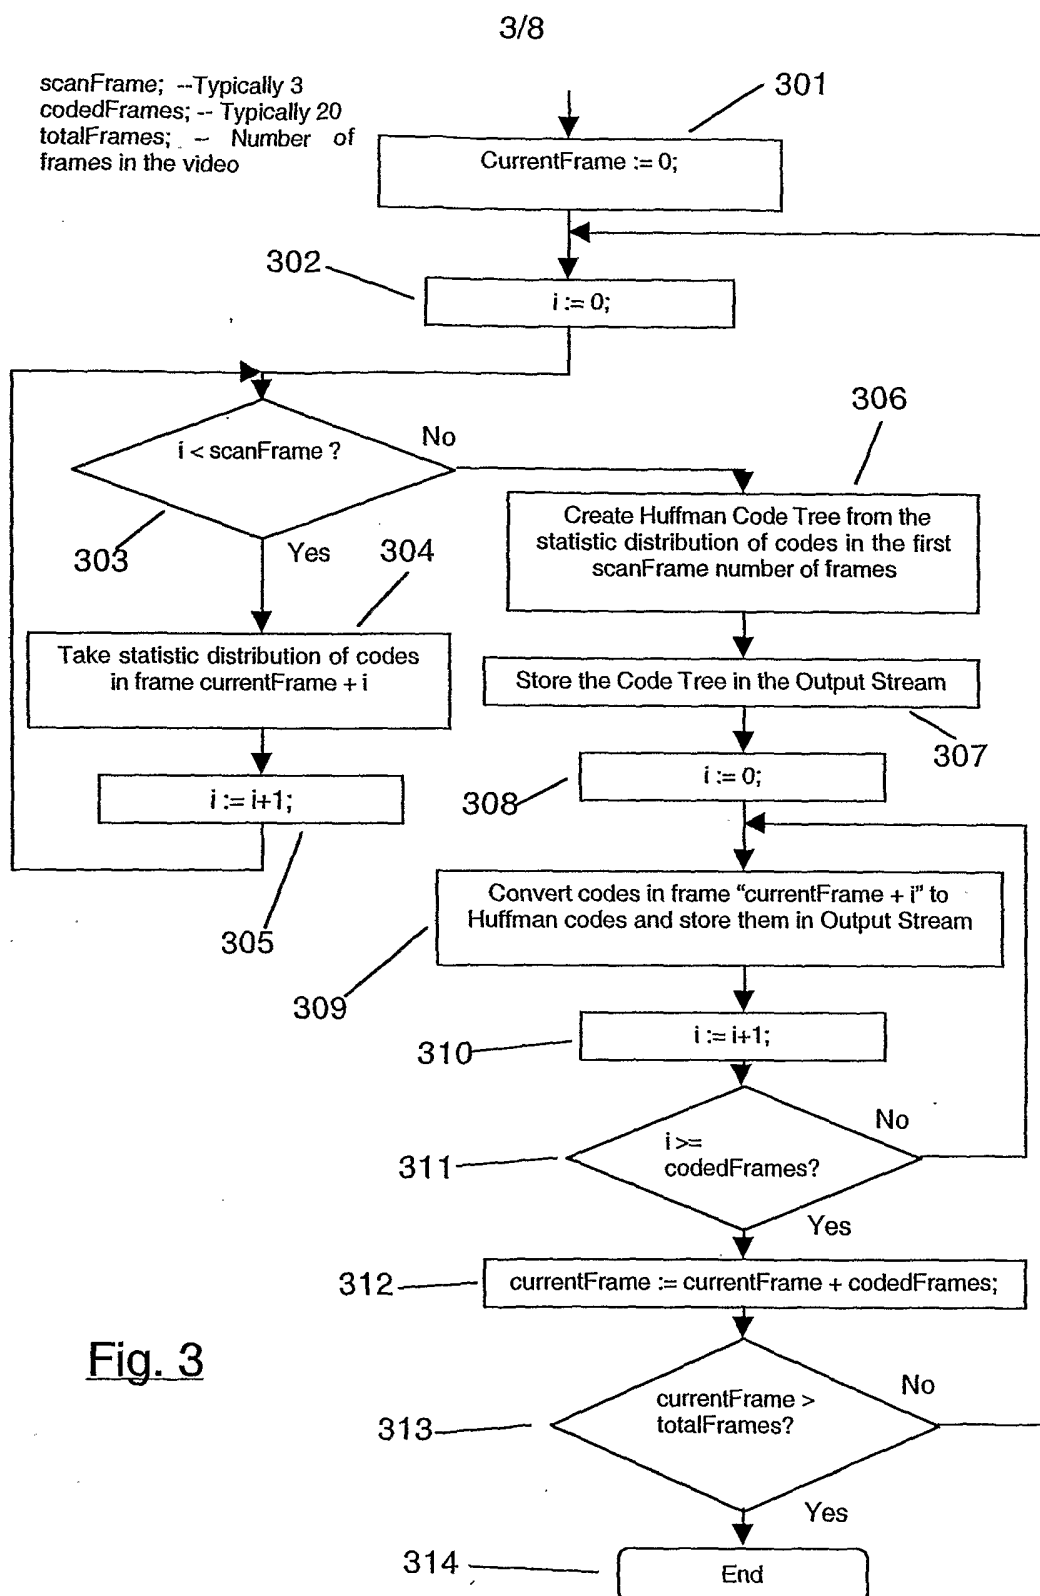 3/8
scanFrame; --Typically 3
codedFrames; -- Typically 20
totalFrames; -- Number of
frames in the video
301
CurrentFrame := 0;
302
i := 0;
306
i < scanFrame ?
No
303
Yes
304
Create Huffman Code Tree from the
statistic distribution of codes in the first
scanFrame number of frames
Take statistic distribution of codes
in frame currentFrame + i
Store the Code Tree in the Output Stream
307
i := i+1;
308
i := 0;
305
Convert codes in frame "currentFrame + i" to
Huffman codes and store them in Output Stream
309
310
i := i+1;
No
311
i >=
codedFrames?
Yes
312
currentFrame := currentFrame + codedFrames;
Fig. 3
No
313
currentFrame >
totalFrames?
Yes
314
End